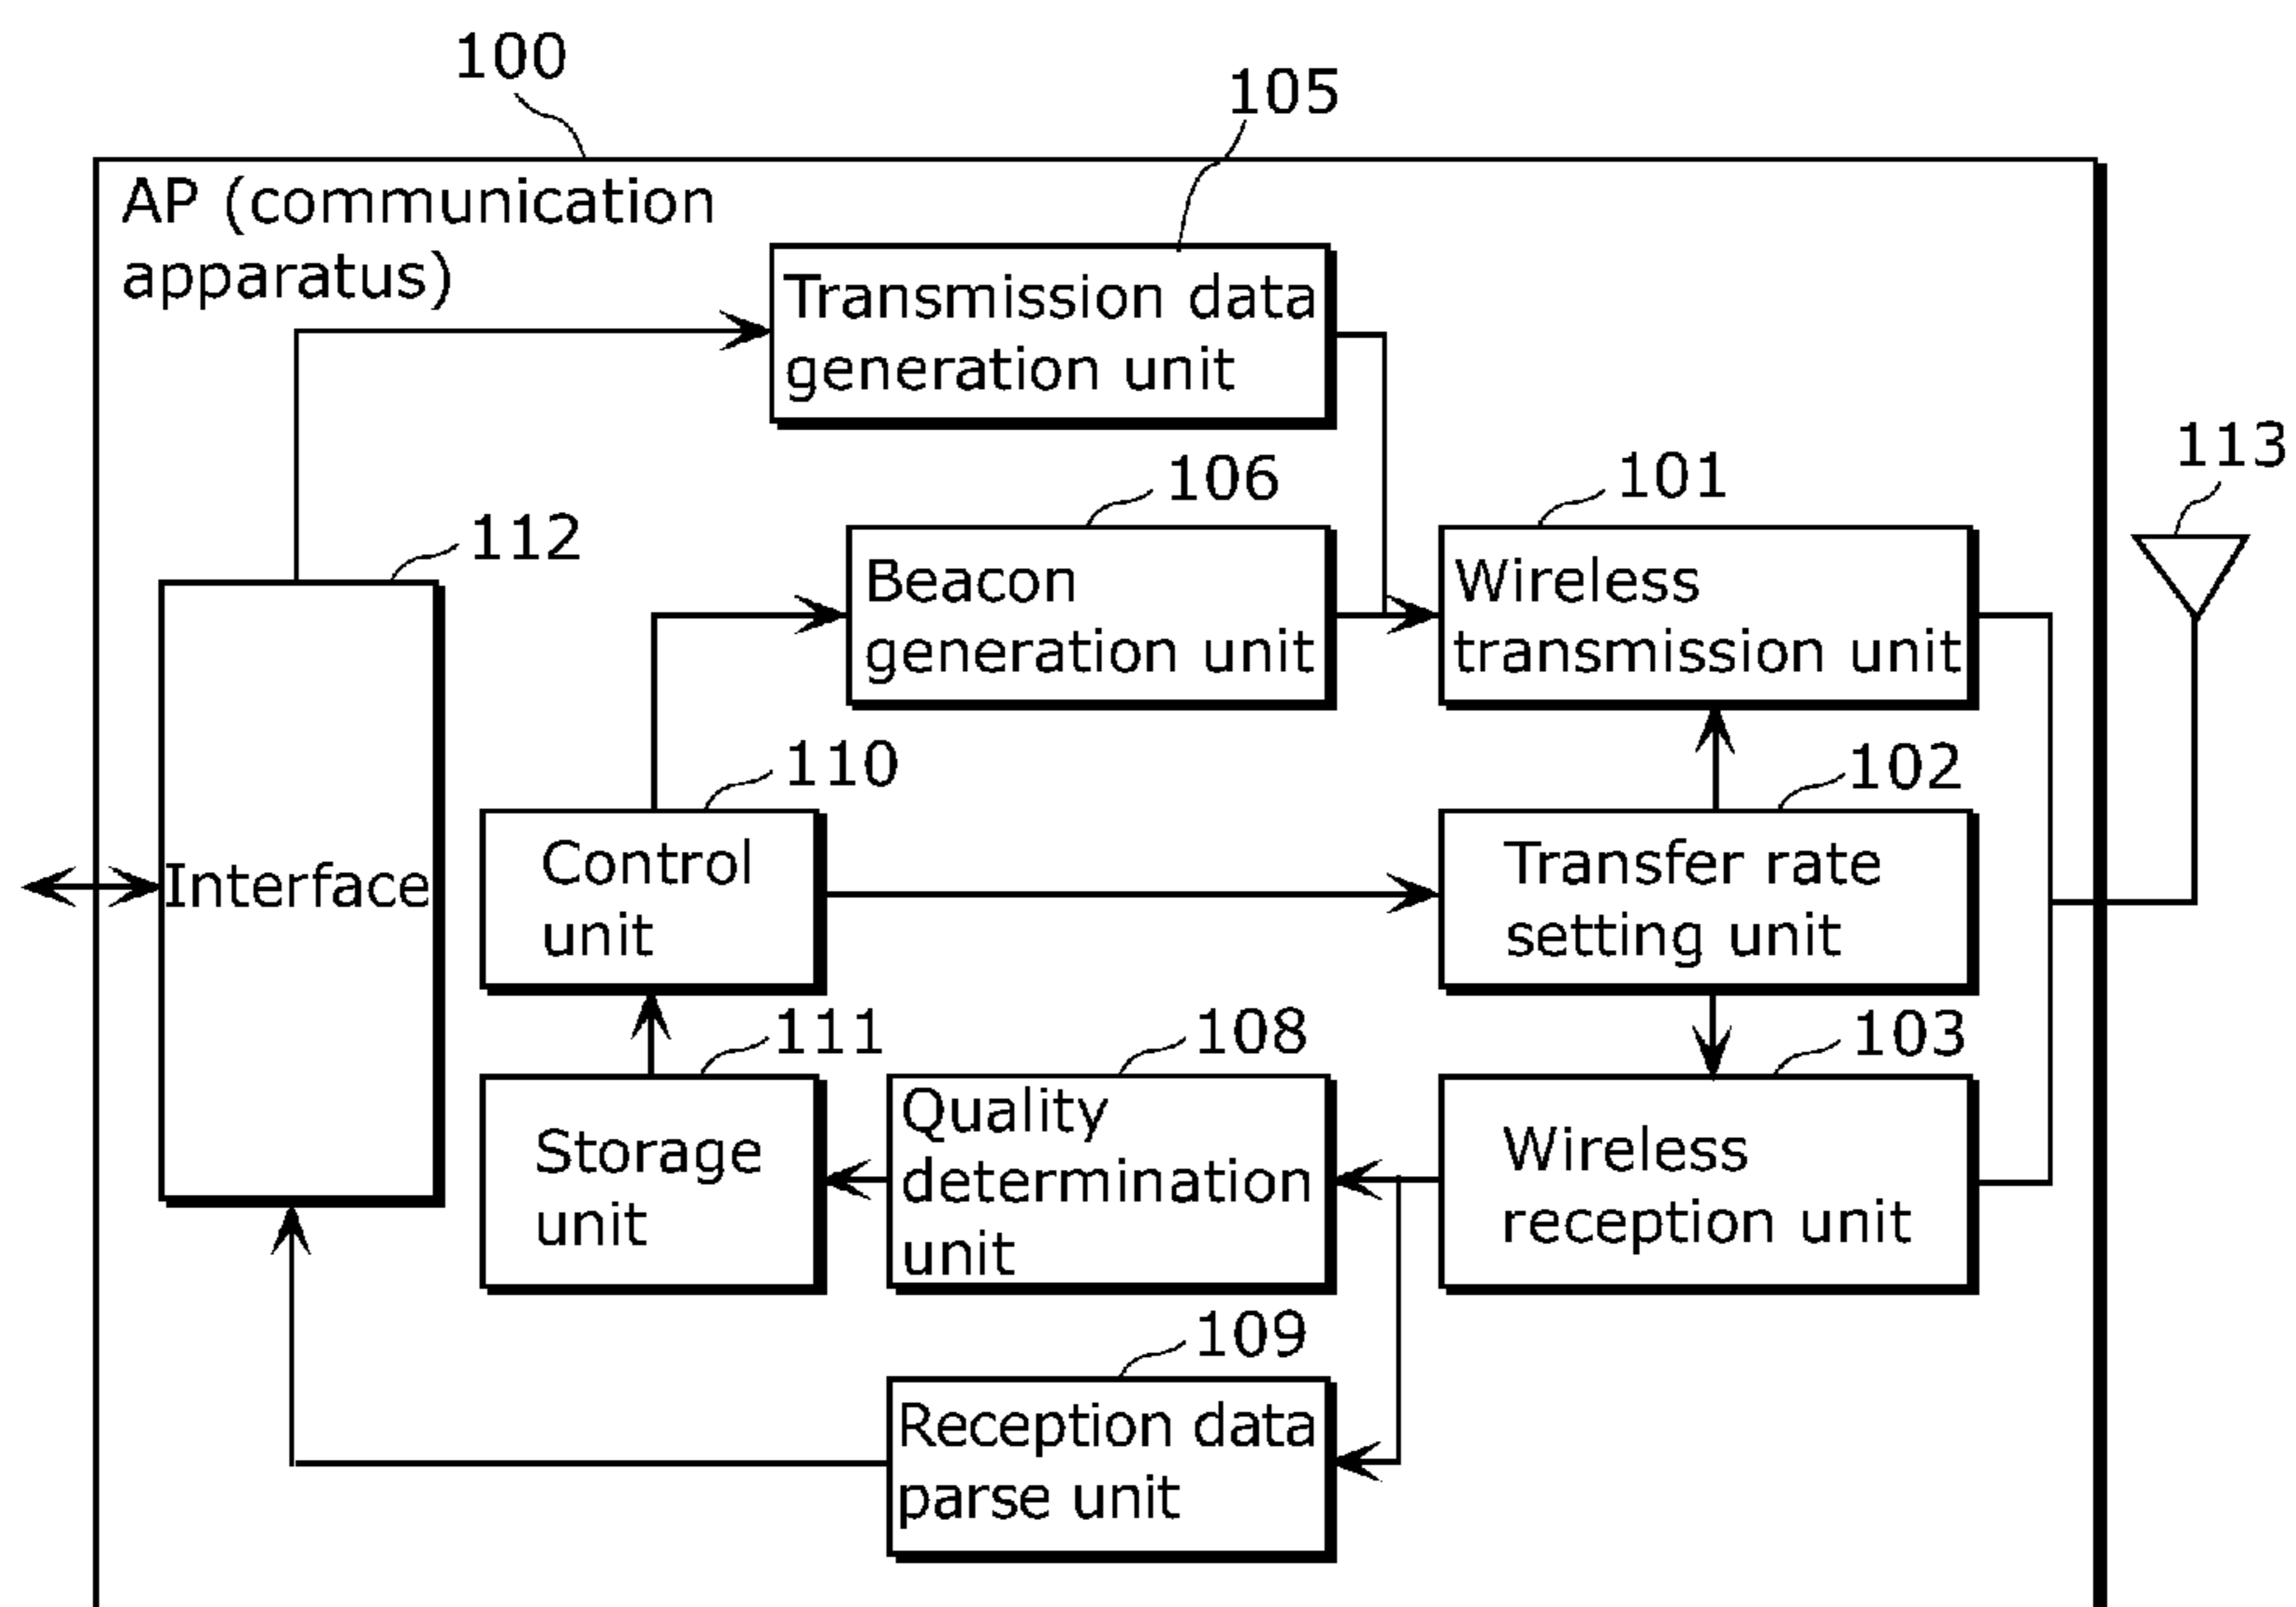 100
105
AP (communication
apparatus)
Transmission data
generation unit
113
106
101
112
Beacon
generation unit
Wireless
transmission unit
110
102
Control
unit
Transfer rate
setting unit
Interface
111
108
103
Storage
unit
Quality
determination
unit
Wireless
reception unit
109
Reception data
parse unit